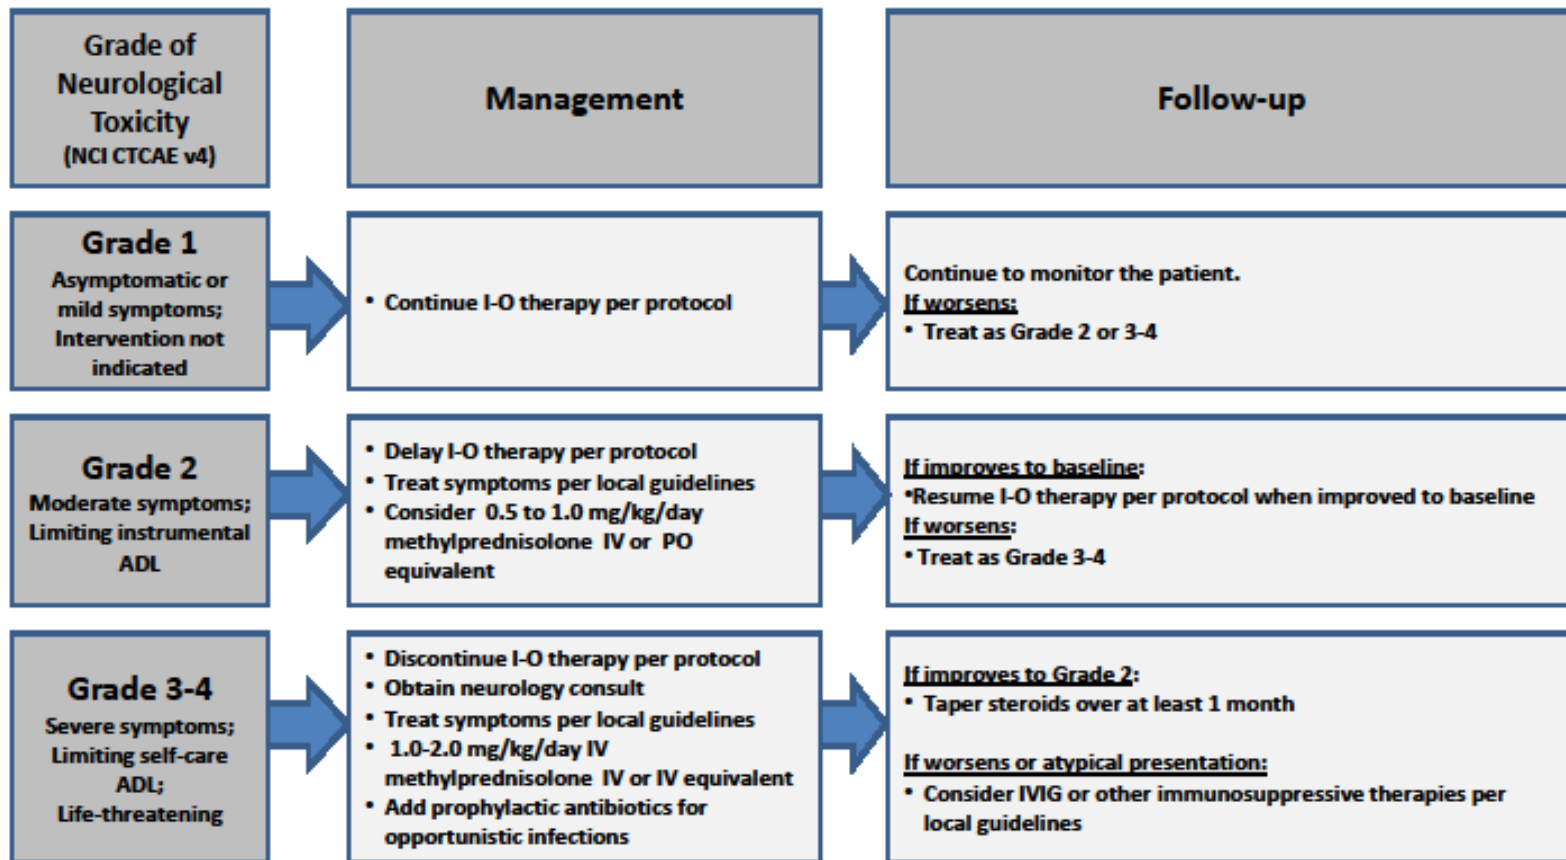 Grade of
Neurological
Toxicity
(NCI CTCAE v4)
Management
Follow-up
Grade 1
Asymptomatic or
mild symptoms;
Intervention not
indicated
• Continue I-O therapy per protocol
Continue to monitor the patient.
If worsens:
• Treat as Grade 2 or 3-4
Grade 2
Moderate symptoms;
Limiting instrumental
ADL
• Delay I-O therapy per protocol
• Treat symptoms per local guidelines
• Consider 0.5 to 1.0 mg/kg/day
methylprednisolone IV or PO
equivalent
If improves to baseline:
•Resume I-O therapy per protocol when improved to baseline
If worsens:
• Treat as Grade 3-4
Grade 3-4
Severe symptoms;
Limiting self-care
ADL;
Life-threatening
• Discontinue I-O therapy per protocol
• Obtain neurology consult
• Treat symptoms per local guidelines
• 1.0-2.0 mg/kg/day IV
methylprednisolone IV or IV equivalent
• Add prophylactic antibiotics for
opportunistic infections
If improves to Grade 2:
• Taper steroids over at least 1 month
If worsens or atypical presentation:
• Consider IVIG or other immunosuppressive therapies per
local guidelines